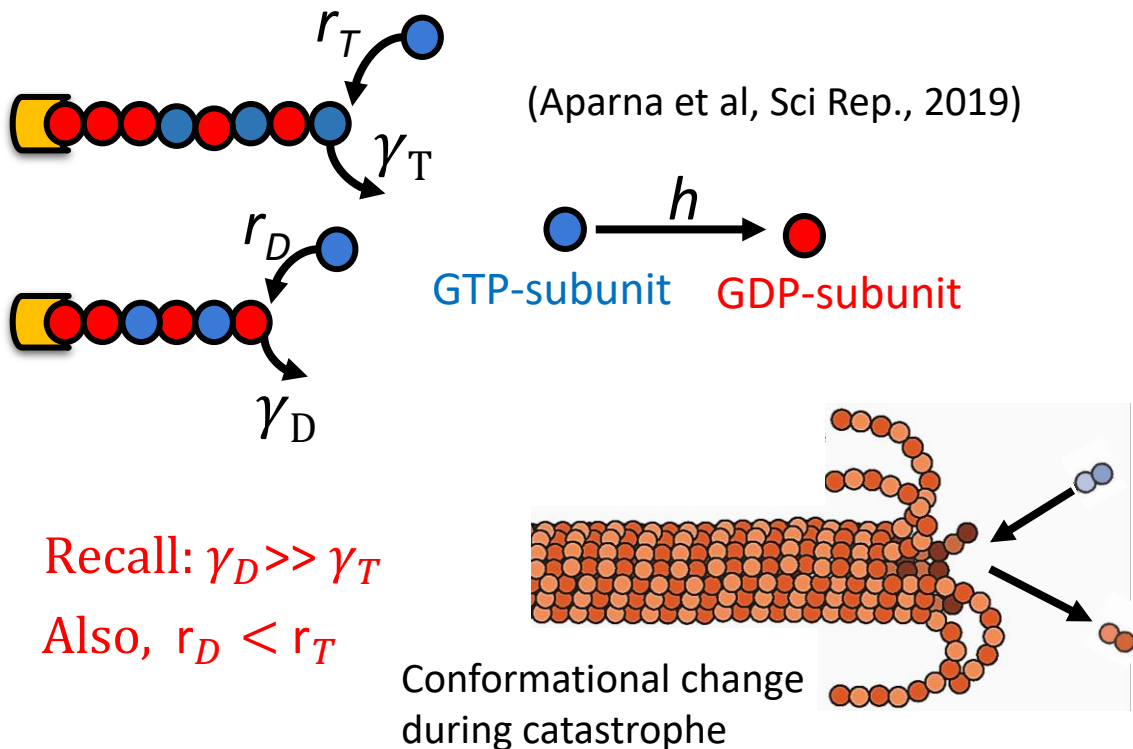 r_T
(Aparna et al, Sci Rep., 2019)
γ_T
h
r_D
GTP-subunit GDP-subunit
γ_D
Recall: γ_D >> γ_T
Also, r_D < r_T
Conformational change
during catastrophe